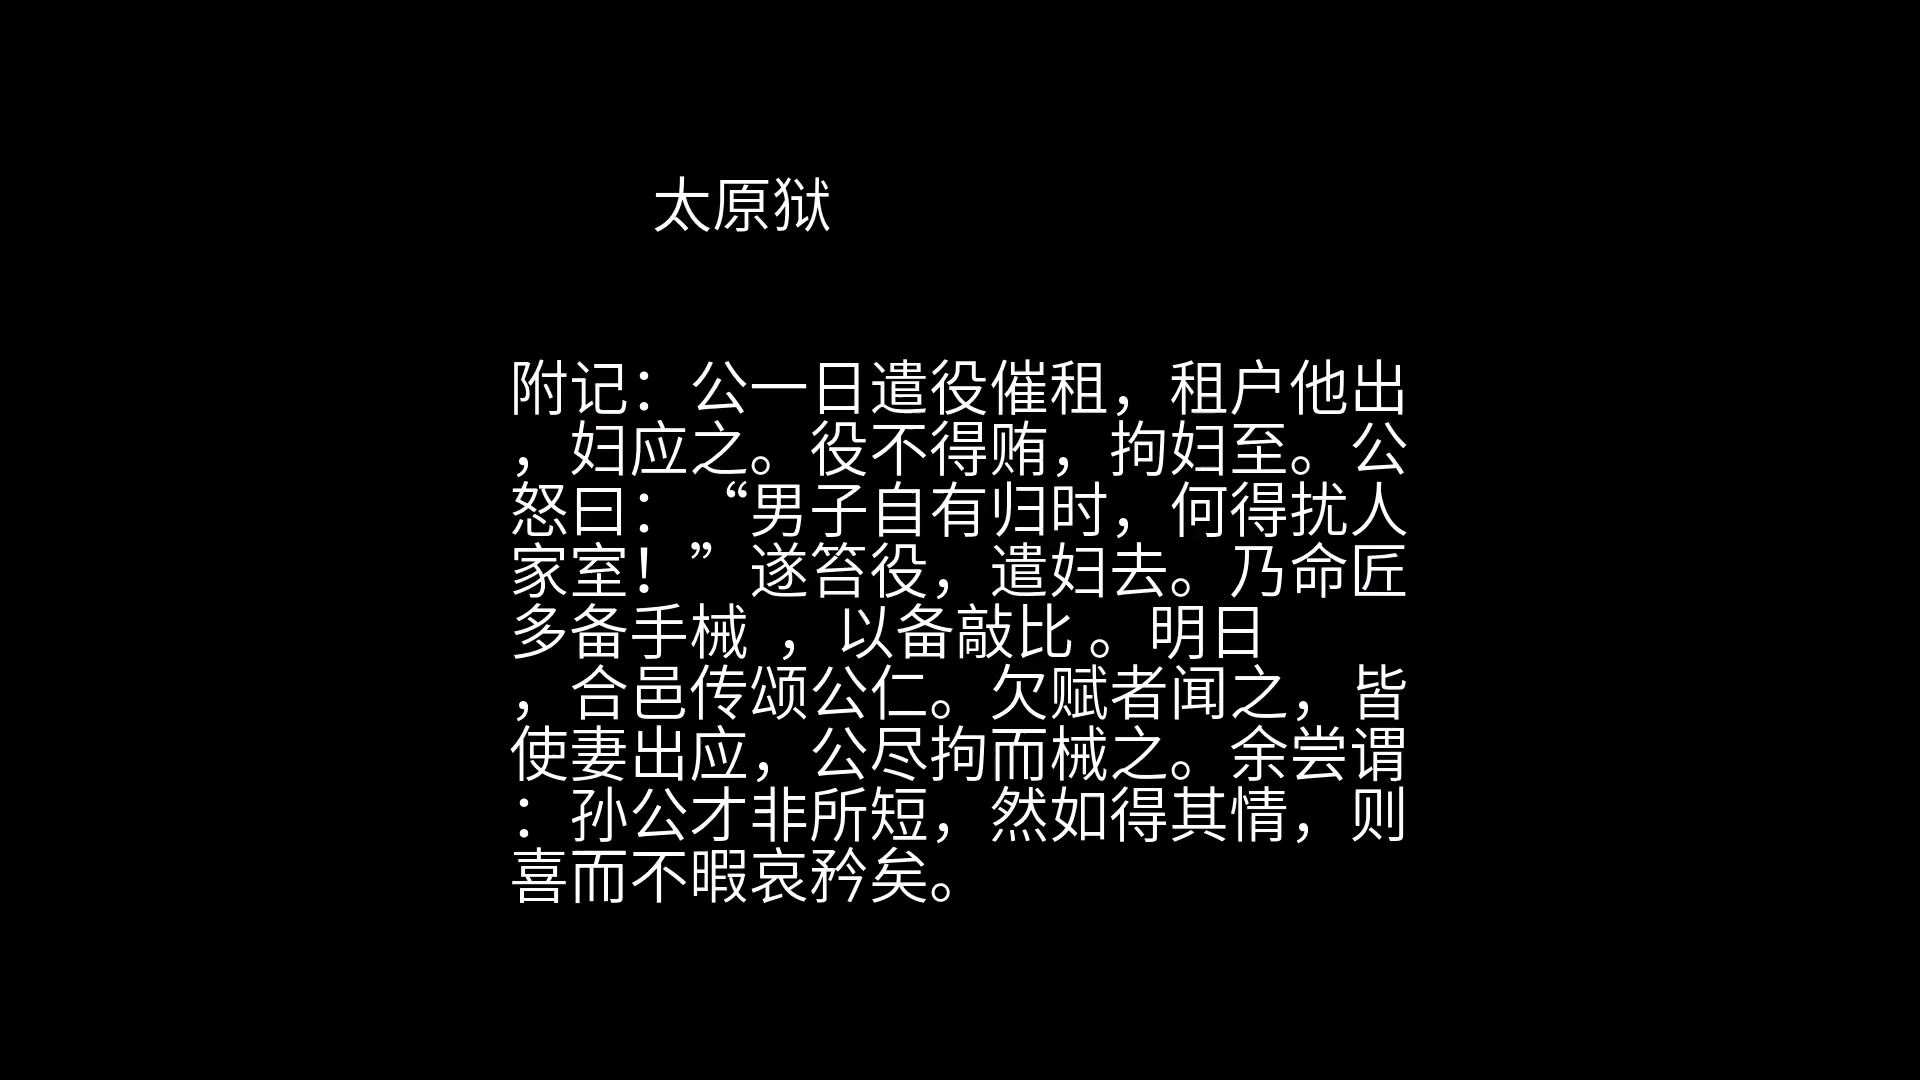 太原狱
附记：公一日遣役催租，租户他出
，妇应之。役不得贿，拘妇至。公
怒曰：“男子自有归时，何得扰人
家室！”遂笞役，遣妇去。乃命匠
多备手械 ，以备敲比 。明日
，合邑传颂公仁。欠赋者闻之，皆
使妻出应，公尽拘而械之。余尝谓
：孙公才非所短，然如得其情，则
喜而不暇哀矜矣。